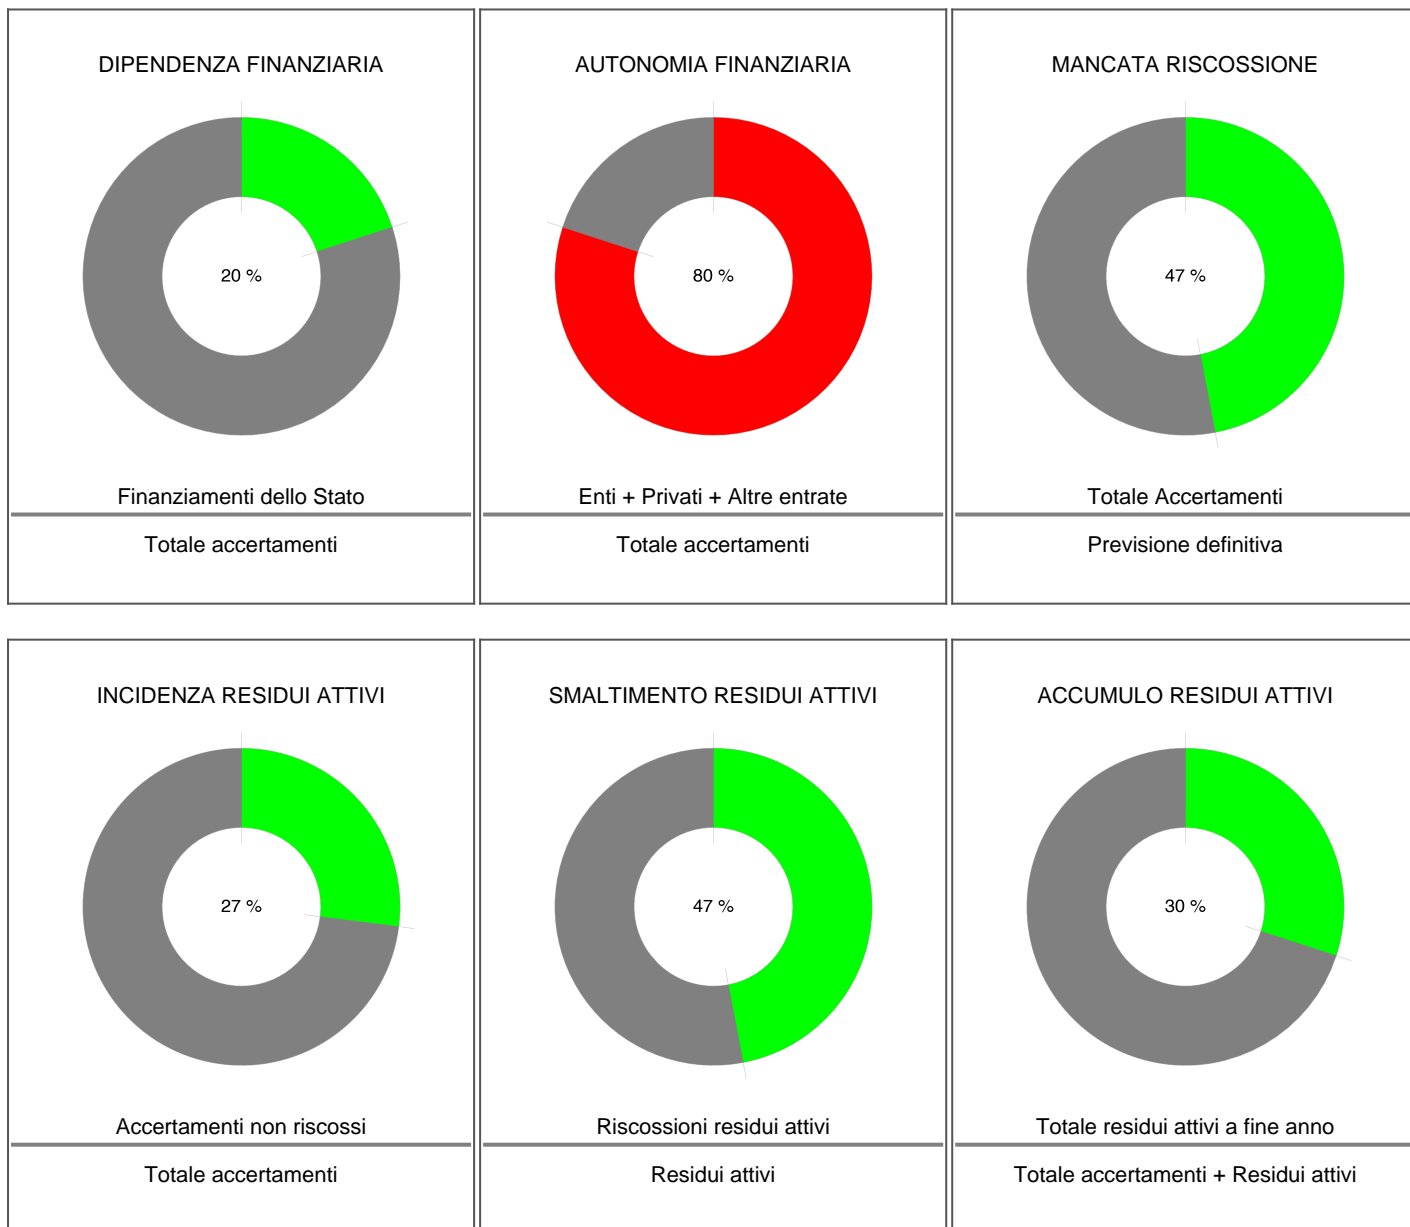 DIPENDENZA FINANZIARIA
20 %
Finanziamenti dello Stato
Totale accertamenti
AUTONOMIA FINANZIARIA
80 %
Enti + Privati + Altre entrate
Totale accertamenti
MANCATA RISCOSSIONE
47 %
Totale Accertamenti
Previsione definitiva
INCIDENZA RESIDUI ATTIVI
27 %
Accertamenti non riscossi
Totale accertamenti
SMALTIMENTO RESIDUI ATTIVI
47 %
Riscossioni residui attivi
Residui attivi
ACCUMULO RESIDUI ATTIVI
30 %
Totale residui attivi a fine anno
Totale accertamenti + Residui attivi